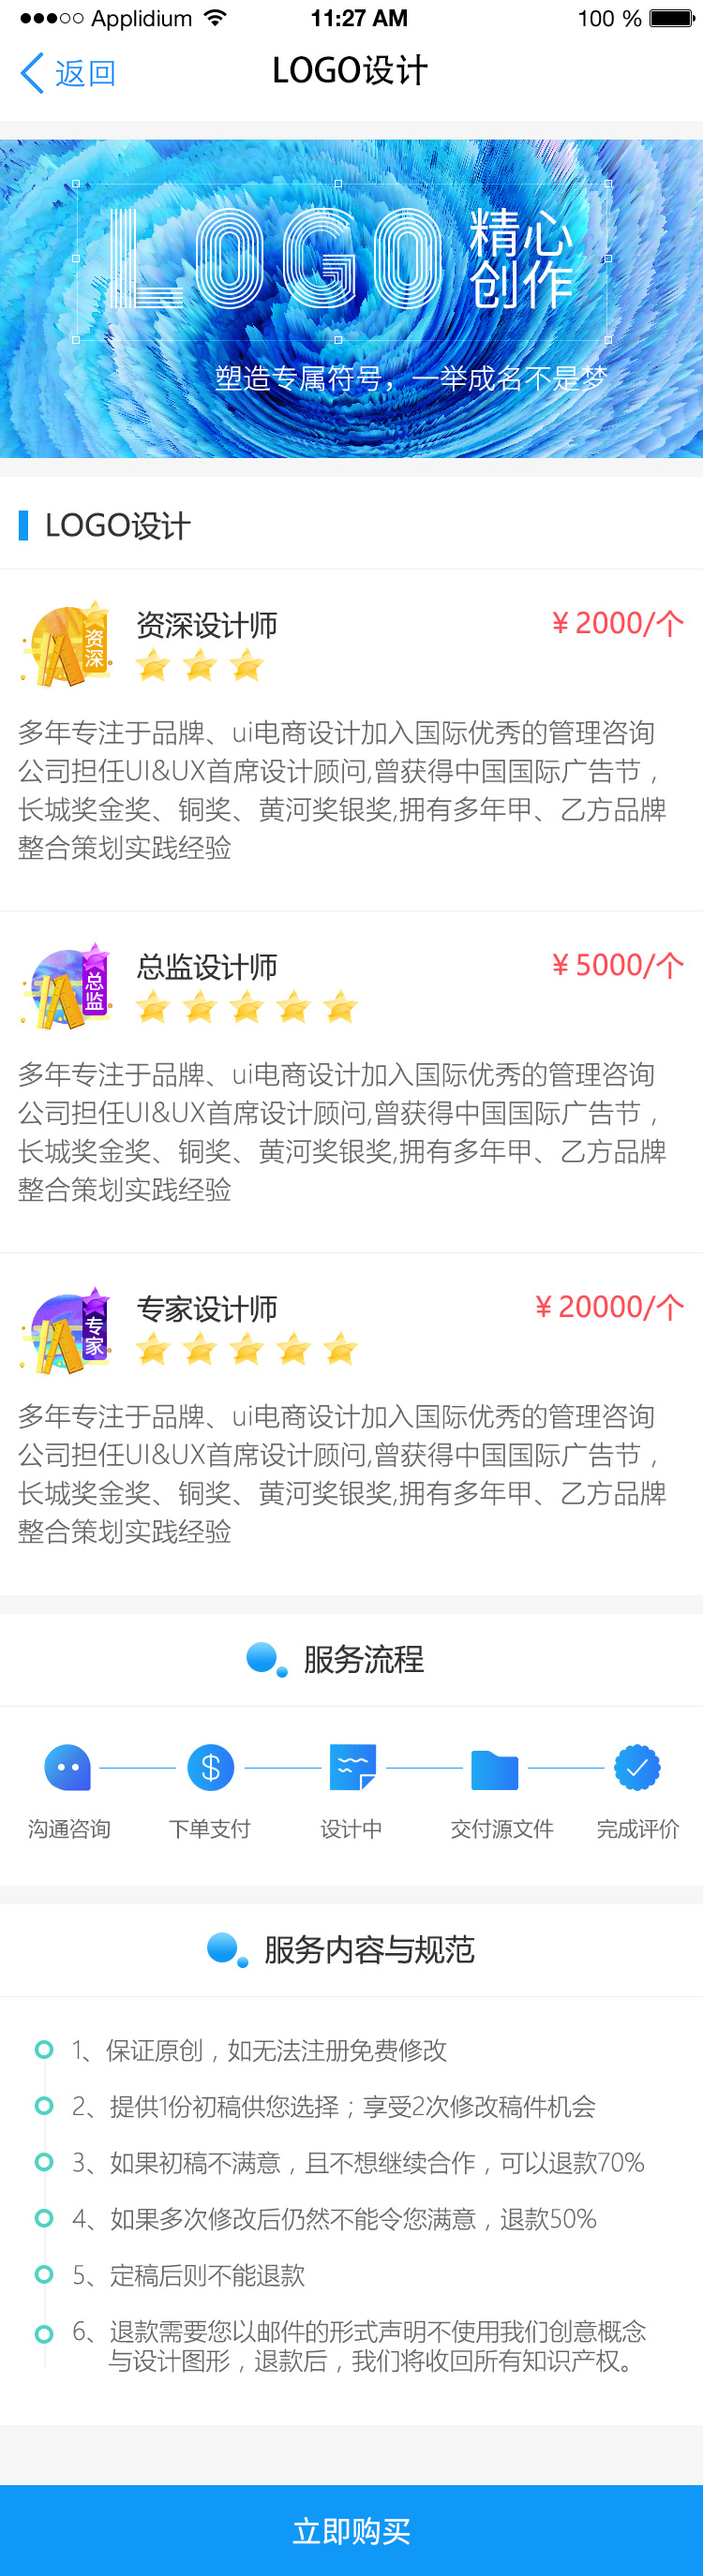 Applidium 11:27 AM 100 %
返回 LOGO设计
LOGO 精心
创作
塑造专属符号，一举成名不是梦
LOGO设计
资深
资深设计师 ¥2000/个
多年专注于品牌、ui电商设计加入国际优秀的管理咨询
公司担任UI&UX首席设计顾问,曾获得中国国际广告节，
长城奖金奖、铜奖、黄河奖银奖,拥有多年甲、乙方品牌
整合策划实践经验
总监
总监设计师 ¥5000/个
多年专注于品牌、ui电商设计加入国际优秀的管理咨询
公司担任UI&UX首席设计顾问,曾获得中国国际广告节，
长城奖金奖、铜奖、黄河奖银奖,拥有多年甲、乙方品牌
整合策划实践经验
专家
专家设计师 ¥20000/个
多年专注于品牌、ui电商设计加入国际优秀的管理咨询
公司担任UI&UX首席设计顾问,曾获得中国国际广告节，
长城奖金奖、铜奖、黄河奖银奖,拥有多年甲、乙方品牌
整合策划实践经验
服务流程
$
沟通咨询 下单支付 设计中 交付源文件 完成评价
服务内容与规范
1、保证原创，如无法注册免费修改
2、提供1份初稿供您选择；享受2次修改稿件机会
3、如果初稿不满意，且不想继续合作，可以退款70%
4、如果多次修改后仍然不能令您满意，退款50%
5、定稿后则不能退款
6、退款需要您以邮件的形式声明不使用我们创意概念
与设计图形，退款后，我们将收回所有知识产权。
立即购买